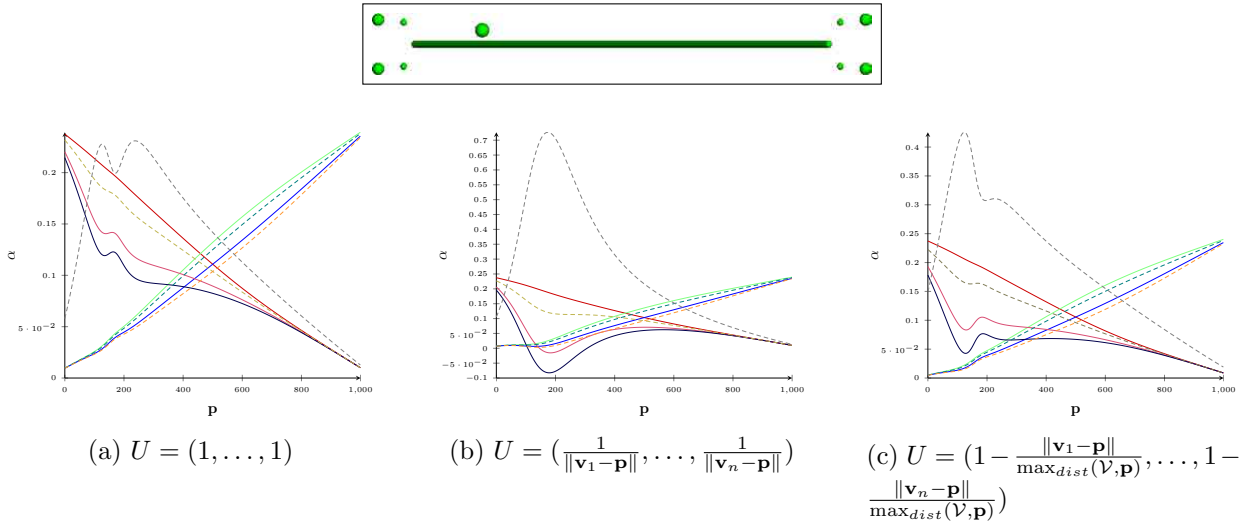 0.2
0.15
0.1
5 · 10⁻²
0
α
0 200 400 600 800 1,000
p
(a) U = (1, . . . , 1)
0.7
0.65
0.6
0.55
0.5
0.45
0.4
0.35
0.3
0.25
0.2
0.15
0.1
5 · 10⁻²
0
−5 · 10⁻²
−0.1
α
0 200 400 600 800 1,000
p
(b) U = (1/‖v₁−p‖, . . . , 1/‖vₙ−p‖)
0.4
0.35
0.3
0.25
0.2
0.15
0.1
5 · 10⁻²
0
α
0 200 400 600 800 1,000
p
(c) U = (1 − ‖v₁−p‖/max_dist(𝒱,p), . . . , 1 −
‖vₙ−p‖/max_dist(𝒱,p))